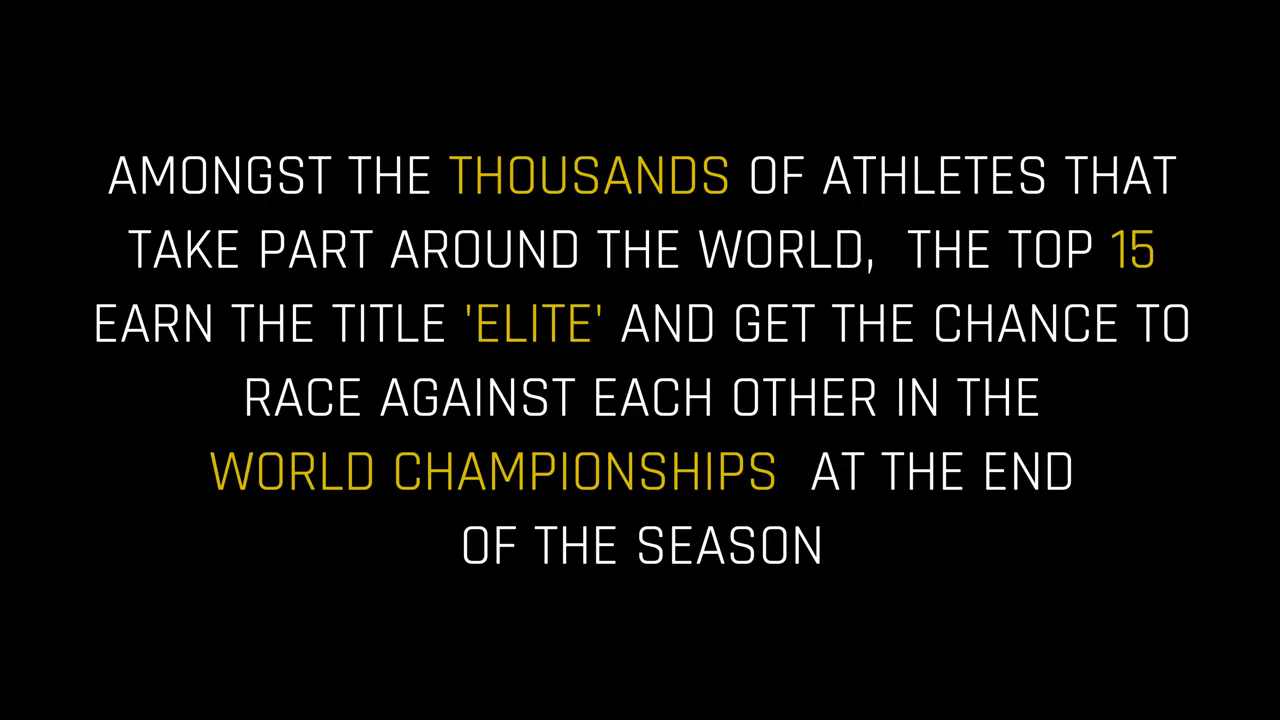 AMONGST THE THOUSANDS OF ATHLETES THAT
TAKE PART AROUND THE WORLD, THE TOP 15
EARN THE TITLE 'ELITE' AND GET THE CHANCE TO
RACE AGAINST EACH OTHER IN THE
WORLD CHAMPIONSHIPS AT THE END
OF THE SEASON